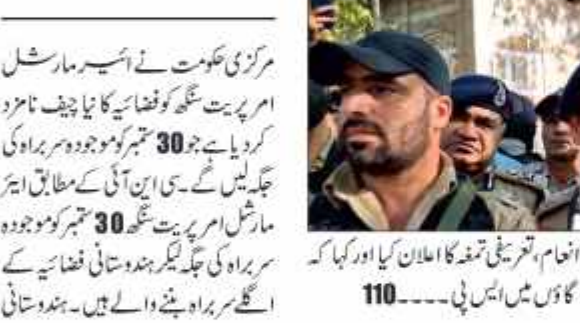 مرکزی حکومت نے ائیر مارشل
امر پریت سنگھ کو فضائیہ کا نیا چیف نامزد
کردیا ہے جو 30 ستمبر کو موجودہ سربراہ کی
جگہ لیں گے۔ سی این آئی کے مطابق ایئر
مارشل امر پریت سنگھ 30 ستمبر کو موجودہ
سربراہ کی جگہ لیکر ہندوستانی فضائیہ کے
اگلے سربراہ بننے والے ہیں۔ ہندوستانی
انعام، تعریفی تمغہ کا اعلان کیا اور کہا کہ
گاؤں میں ایس پی ۔۔۔۔110